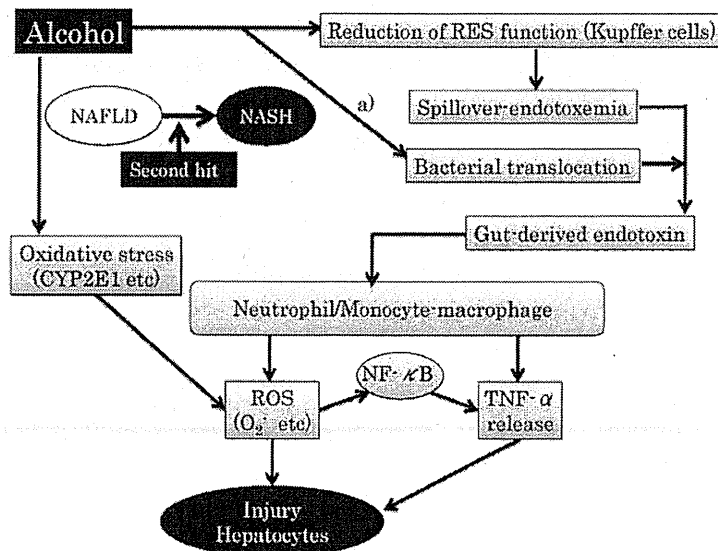 Alcohol
Reduction of RES function (Kupffer cells)
a)
NAFLD
NASH
Spillover-endotoxemia
Second hit
Bacterial translocation
Gut-derived endotoxin
Oxidative stress
(CYP2E1 etc)
Neutrophil/Monocyte-macrophage
NF-κB
ROS
(O₂⁻ etc)
TNF-α
release
Injury
Hepatocytes